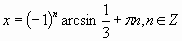 x = (−1)ⁿ arcsin 1/3 + πn, n ∈ Z